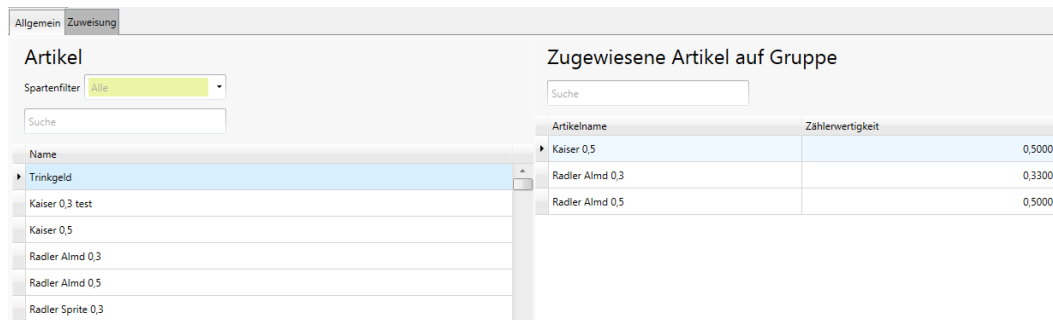 Allgemein Zuweisung
Artikel
Spartenfilter Alle
Suche
Name
Trinkgeld
Kaiser 0,3 test
Kaiser 0,5
Radler Almd 0,3
Radler Almd 0,5
Radler Sprite 0,3
Zugewiesene Artikel auf Gruppe
Suche
Artikelname Zählerwertigkeit
Kaiser 0,5 0,5000
Radler Almd 0,3 0,3300
Radler Almd 0,5 0,5000